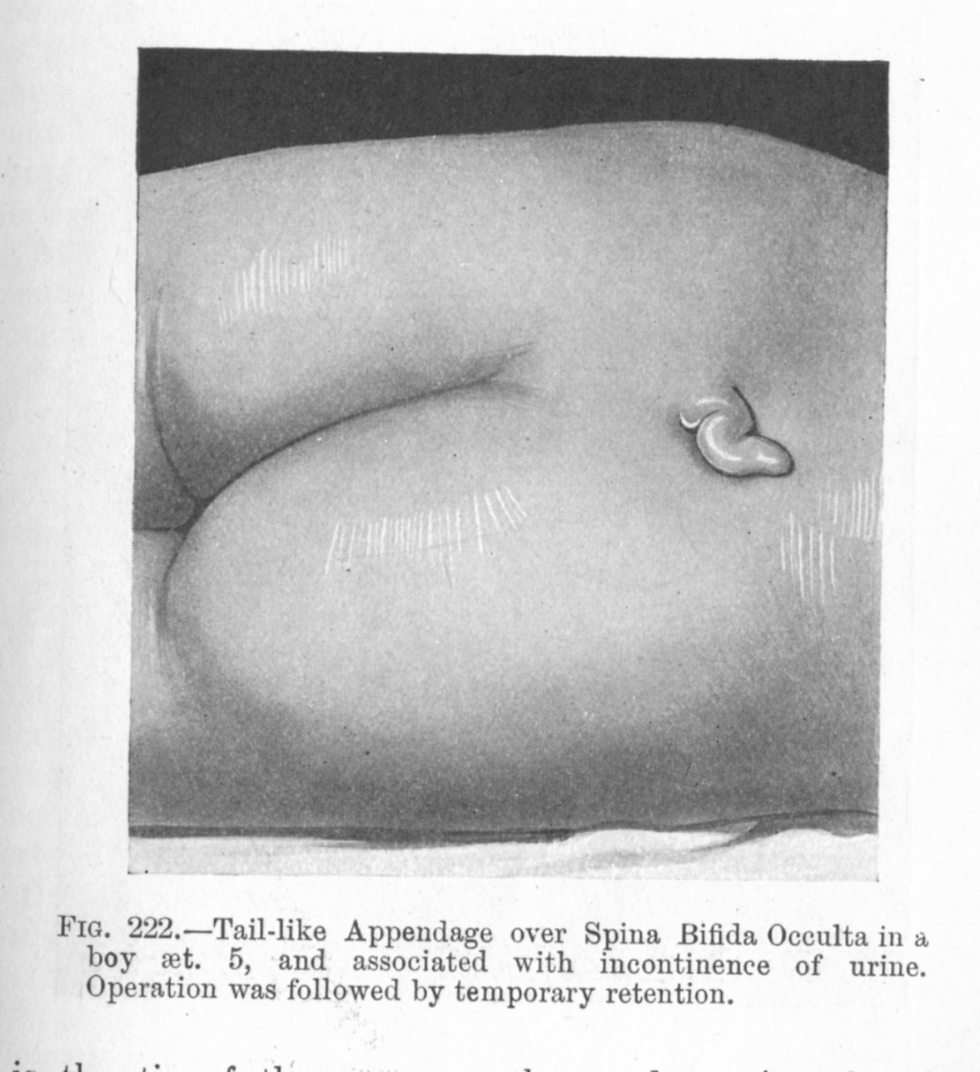 FIG. 222.—Tail-like Appendage over Spina Bifida Occulta in a
boy æt. 5, and associated with incontinence of urine.
Operation was followed by temporary retention.